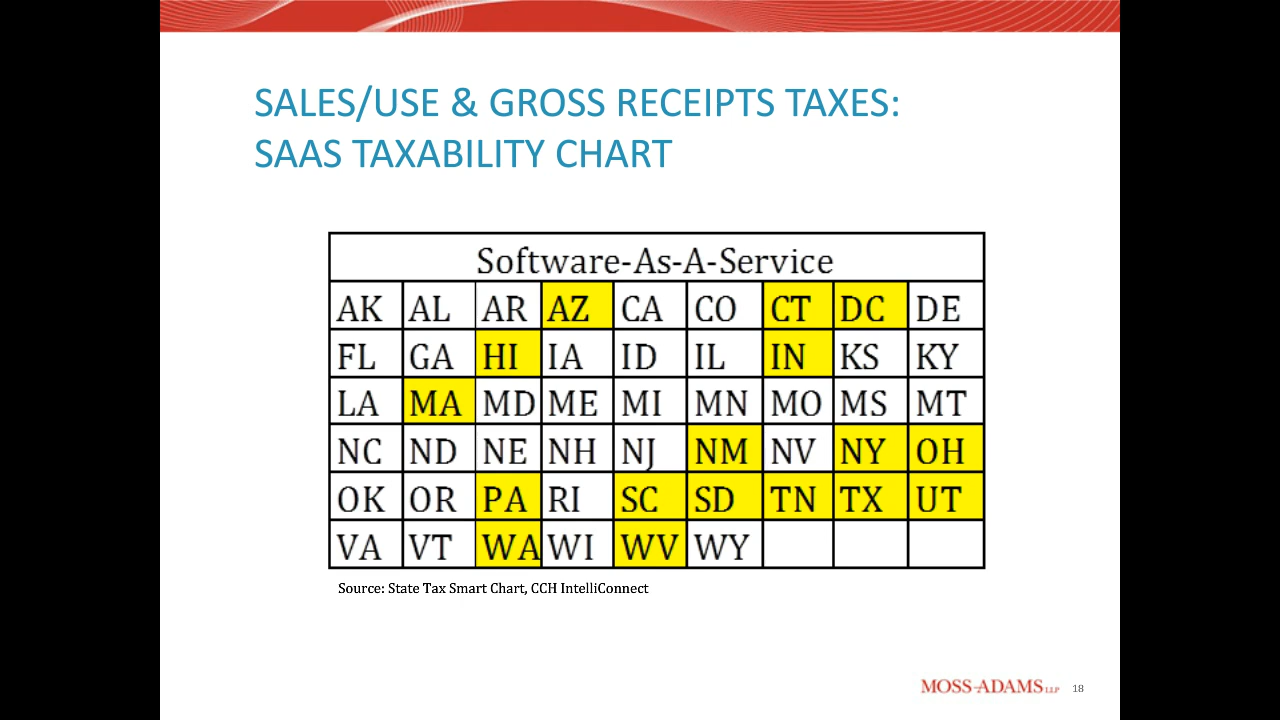 SALES/USE & GROSS RECEIPTS TAXES:
SAAS TAXABILITY CHART
Software-As-A-Service
AK AL AR AZ CA CO CT DC DE
FL GA HI IA ID IL IN KS KY
LA MA MD ME MI MN MO MS MT
NC ND NE NH NJ NM NV NY OH
OK OR PA RI SC SD TN TX UT
VA VT WA WI WV WY
Source: State Tax Smart Chart, CCH IntelliConnect
MOSS-ADAMS LLP 18